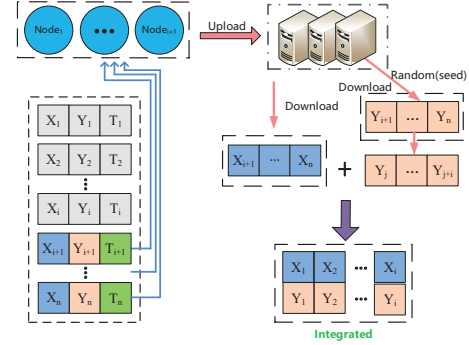 Node1 ••• Nodei+1
Upload
Random(seed)
Download
Download
X1 Y1 T1
X2 Y2 T2
Xi Yi Ti
Xi+1 Yi+1 Ti+1
Xn Yn Tn
Yi+1 ... Yn
Xi+1 ... Xn
+
Yj ... Yj+i
X1 X2 ••• Xi
Y1 Y2 ••• Yi
Integrated